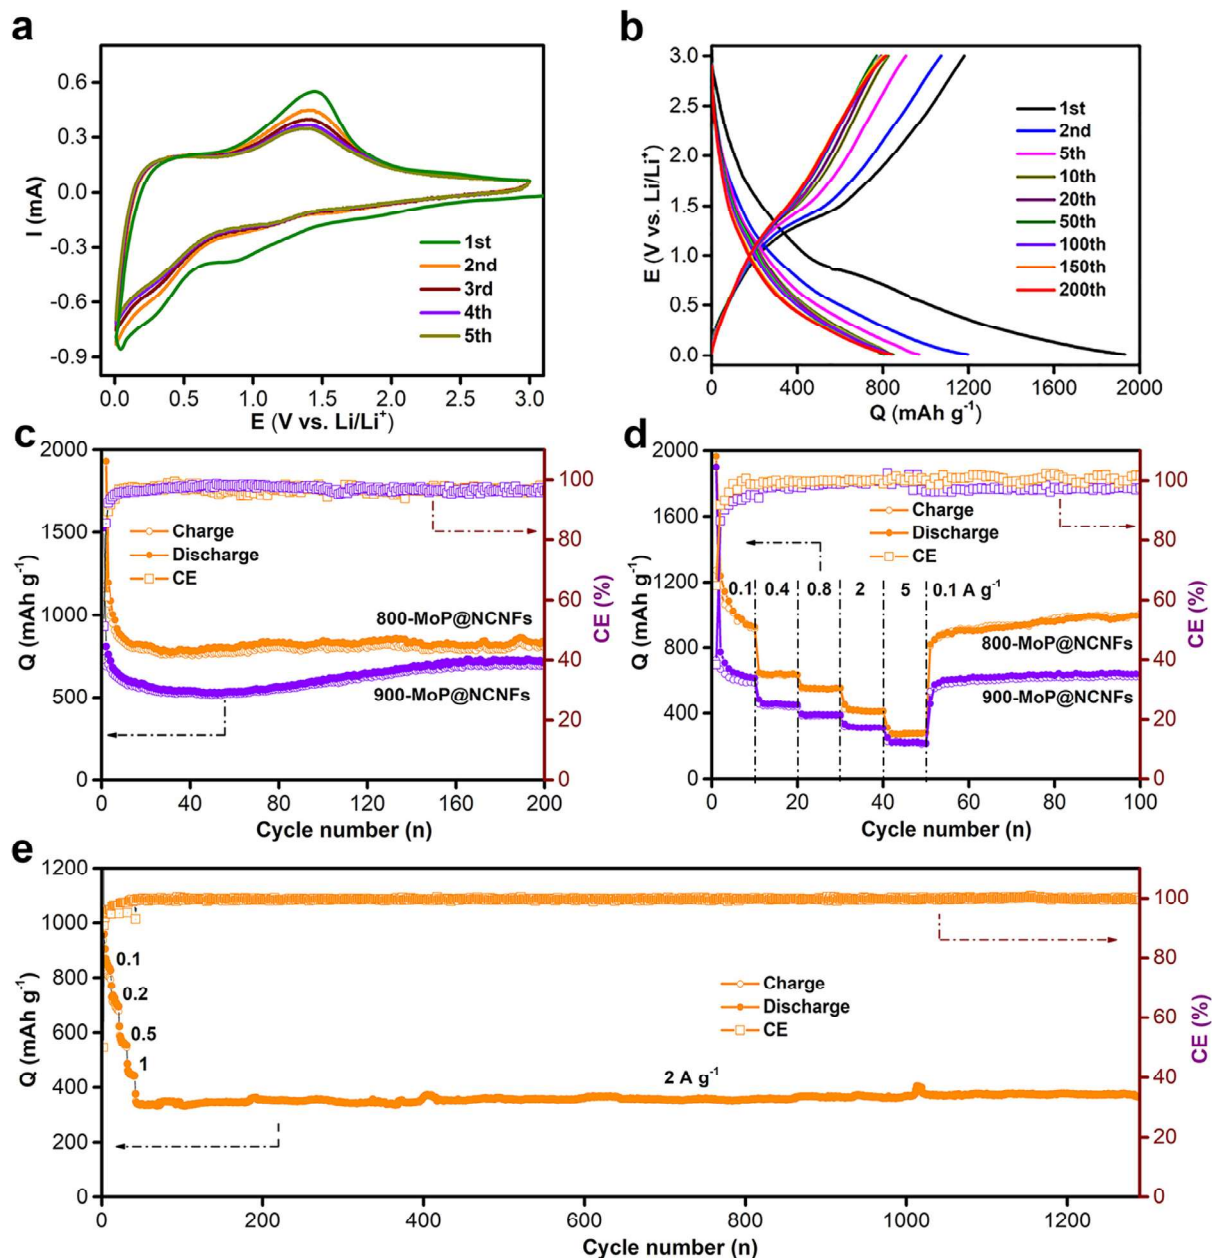 a
0.6
0.3
0.0
-0.3
-0.6
-0.9
I (mA)
1st
2nd
3rd
4th
5th
0.0 0.5 1.0 1.5 2.0 2.5 3.0
E (V vs. Li/Li⁺)
b
3.0
2.5
2.0
1.5
1.0
0.5
0.0
E (V vs. Li/Li⁺)
1st
2nd
5th
10th
20th
50th
100th
150th
200th
0 400 800 1200 1600 2000
Q (mAh g⁻¹)
c
2000
1750
1500
1250
1000
750
500
250
0
Q (mAh g⁻¹)
Charge
Discharge
CE
800-MoP@NCNFs
900-MoP@NCNFs
100
80
60
40
20
0
CE (%)
0 40 80 120 160 200
Cycle number (n)
d
2000
1600
1200
800
400
0
Q (mAh g⁻¹)
Charge
Discharge
CE
0.1 0.4 0.8 2 5 0.1 A g⁻¹
800-MoP@NCNFs
900-MoP@NCNFs
100
80
60
40
20
0
CE (%)
0 20 40 60 80 100
Cycle number (n)
e
1200
1000
800
600
400
200
0
Q (mAh g⁻¹)
0.1
0.2
0.5
1
2 A g⁻¹
Charge
Discharge
CE
100
80
60
40
20
0
CE (%)
0 200 400 600 800 1000 1200
Cycle number (n)